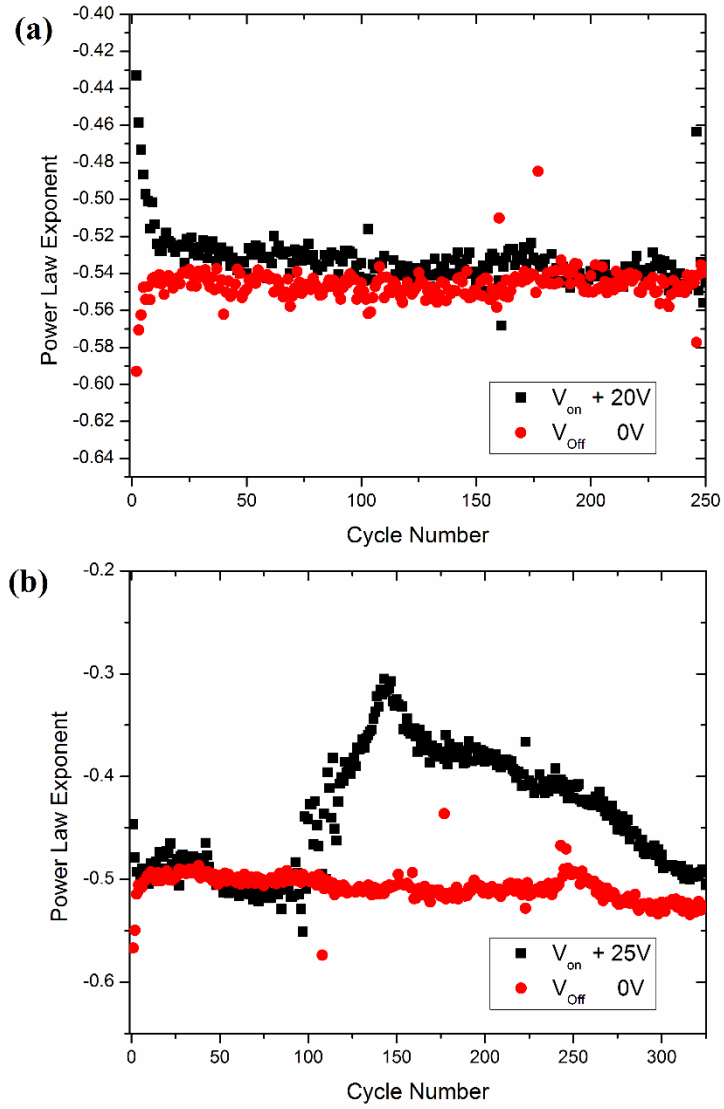 (a)
-0.40
-0.42
-0.44
-0.46
-0.48
-0.50
-0.52
-0.54
-0.56
-0.58
-0.60
-0.62
-0.64
Power Law Exponent
V_on + 20V
V_Off 0V
0 50 100 150 200 250
Cycle Number
(b)
-0.2
-0.3
-0.4
-0.5
-0.6
Power Law Exponent
V_on + 25V
V_Off 0V
0 50 100 150 200 250 300
Cycle Number